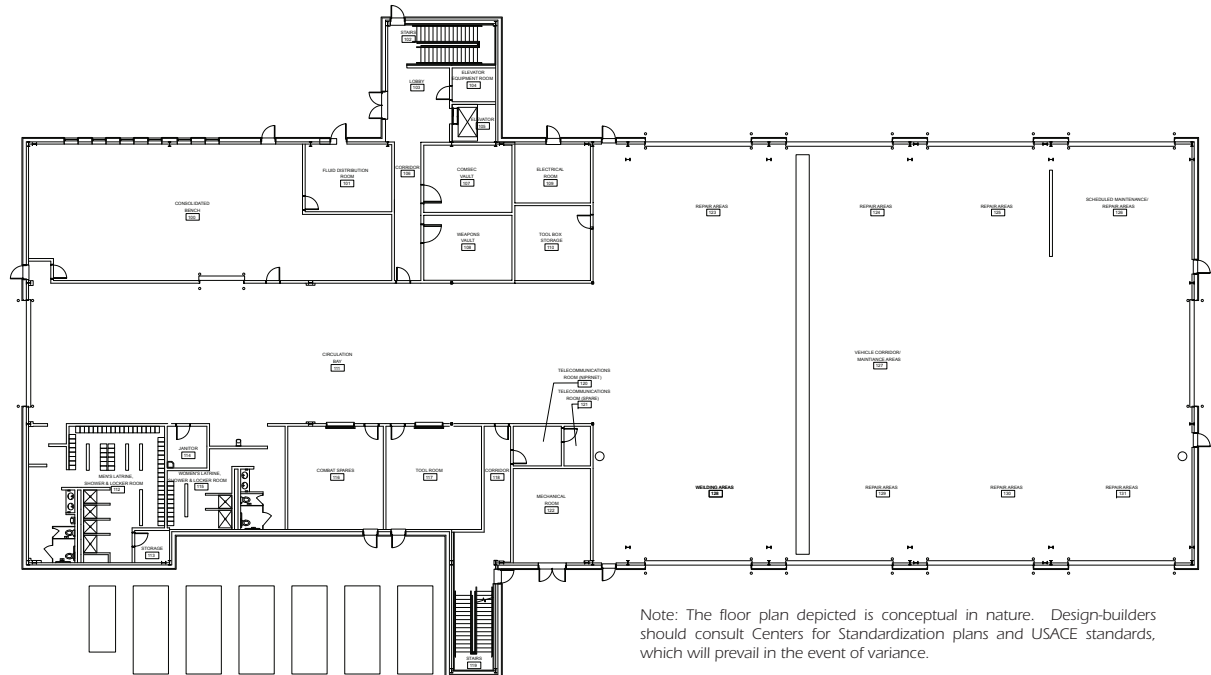 STAIRS
102
LOBBY
103
ELEVATOR
EQUIPMENT ROOM
104
ELEVATOR
FLUID DISTRIBUTION
ROOM
101
CORRIDOR
106
COMSEC
VAULT
107
ELECTRICAL
ROOM
CONSOLIDATED
BENCH
WEAPONS
VAULT
TOOL BOX
STORAGE
110
REPAIR AREAS
123
REPAIR AREAS
124
REPAIR AREAS
125
SCHEDULED MAINTENANCE/
REPAIR AREAS
126
CIRCULATION
BAY
111
VEHICLE CORRIDOR/
MAINTIANCE AREAS
127
TELECOMMUNICATIONS
ROOM (NIPRNET)
120
TELECOMMUNICATIONS
ROOM (SPARE)
121
JANITOR
114
MEN'S LATRINE,
SHOWER & LOCKER ROOM
112
WOMEN'S LATRINE,
SHOWER & LOCKER ROOM
115
COMBAT SPARES
116
TOOL ROOM
117
CORRIDOR
118
MECHANICAL
ROOM
122
STORAGE
113
WEILDING AREAS
128
REPAIR AREAS
129
REPAIR AREAS
130
REPAIR AREAS
131
STAIRS
119
Note: The floor plan depicted is conceptual in nature. Design-builders
should consult Centers for Standardization plans and USACE standards,
which will prevail in the event of variance.